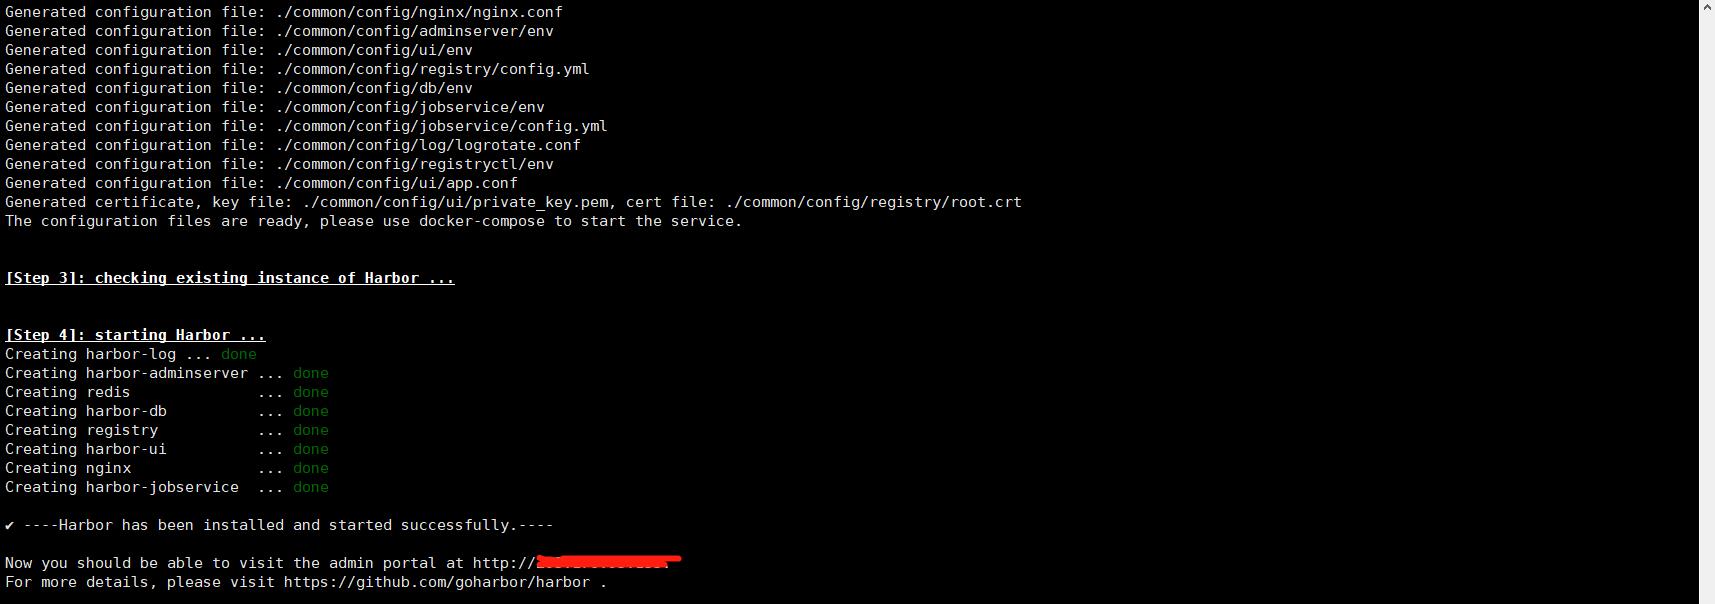 Generated configuration file: ./common/config/nginx/nginx.conf
Generated configuration file: ./common/config/adminserver/env
Generated configuration file: ./common/config/ui/env
Generated configuration file: ./common/config/registry/config.yml
Generated configuration file: ./common/config/db/env
Generated configuration file: ./common/config/jobservice/env
Generated configuration file: ./common/config/jobservice/config.yml
Generated configuration file: ./common/config/log/logrotate.conf
Generated configuration file: ./common/config/registryctl/env
Generated configuration file: ./common/config/ui/app.conf
Generated certificate, key file: ./common/config/ui/private_key.pem, cert file: ./common/config/registry/root.crt
The configuration files are ready, please use docker-compose to start the service.
[Step 3]: checking existing instance of Harbor ...
[Step 4]: starting Harbor ...
Creating harbor-log ... done
Creating harbor-adminserver ... done
Creating redis ... done
Creating harbor-db ... done
Creating registry ... done
Creating harbor-ui ... done
Creating nginx ... done
Creating harbor-jobservice ... done
✔ ----Harbor has been installed and started successfully.----
Now you should be able to visit the admin portal at http://
For more details, please visit https://github.com/goharbor/harbor .